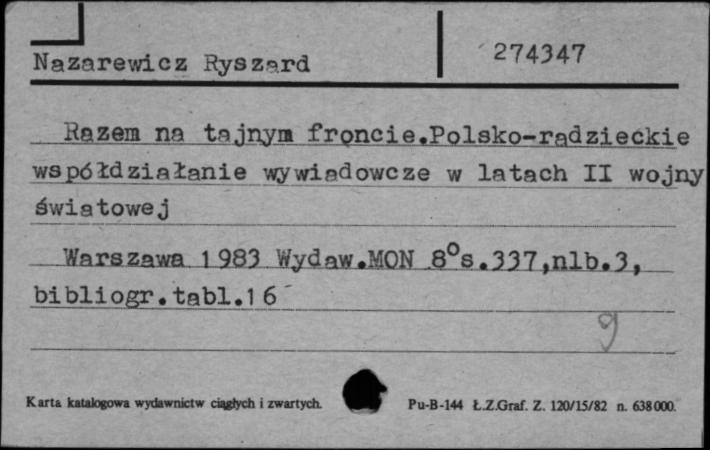 Nazarewicz Ryszard
274347
Razem na tajnym froncie.Polsko-radzieckie
współdziałanie wywiadowcze w latach II wojny
światowej
Warszawa 1983 Wydaw.MON 8°s.337,nlb.3,
bibliogr.tabl.16
9
Karta katalogowa wydawnictw ciągłych i zwartych.
Pu-B-144 Ł.Z.Graf. Z. 120/15/82 n. 638000.